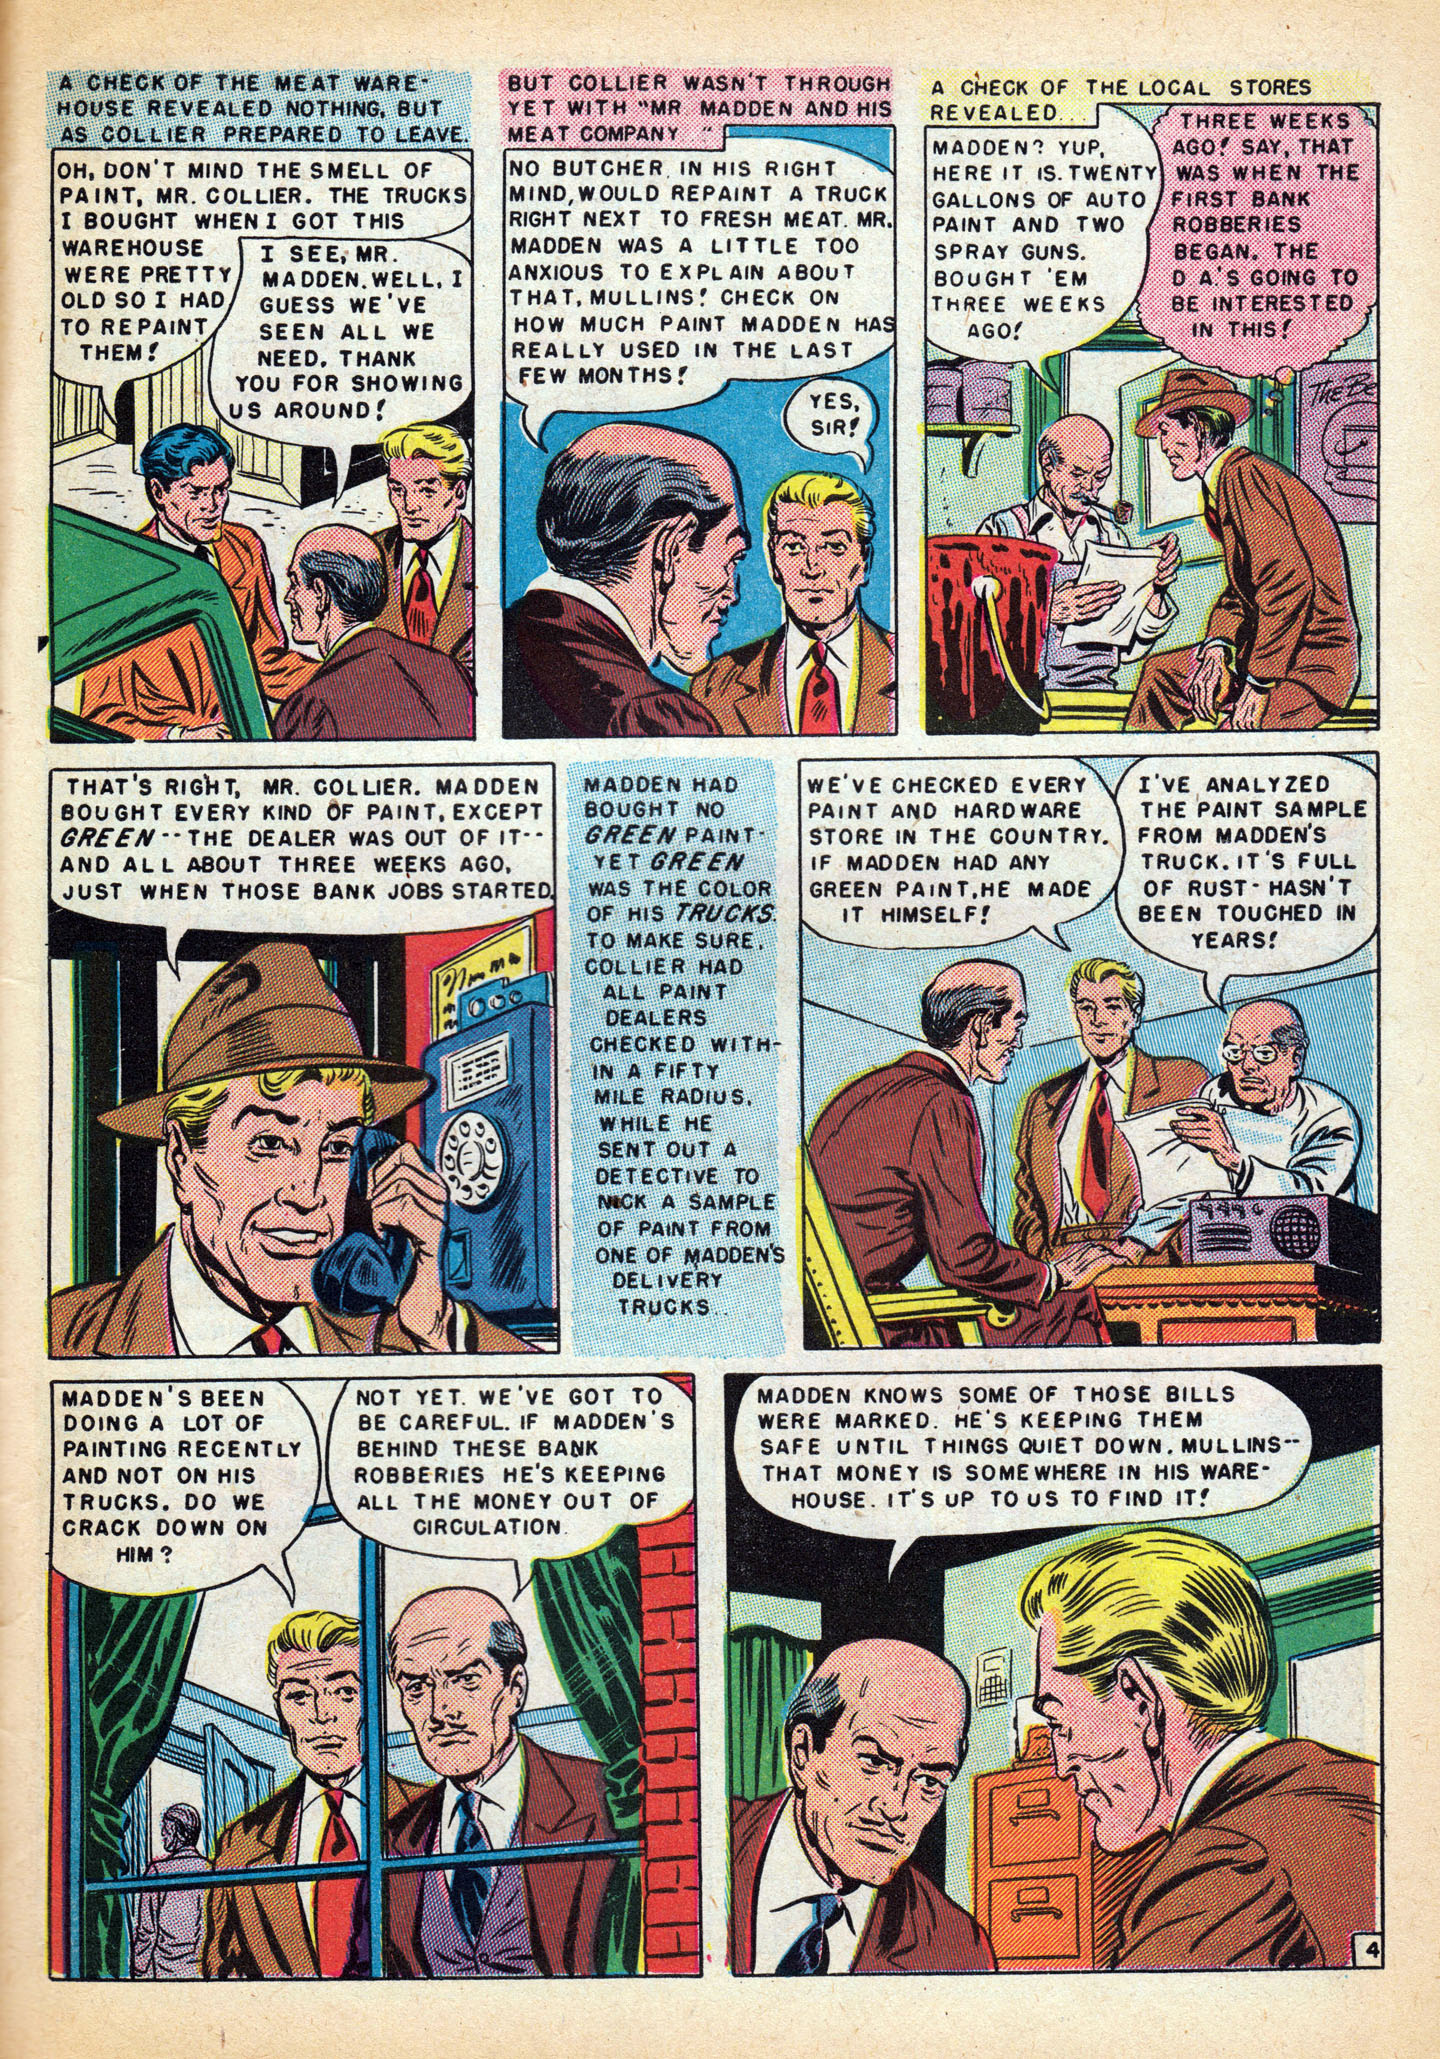 A CHECK OF THE MEAT WARE-
HOUSE REVEALED NOTHING, BUT
AS COLLIER PREPARED TO LEAVE
OH, DON'T MIND THE SMELL OF
PAINT, MR. COLLIER. THE TRUCKS
I BOUGHT WHEN I GOT THIS
WAREHOUSE
WERE PRETTY
OLD SO I HAD
TO REPAINT
THEM!
I SEE, MR.
MADDEN. WELL, I
GUESS WE'VE
SEEN ALL WE
NEED. THANK
YOU FOR SHOWING
US AROUND!
BUT COLLIER WASN'T THROUGH
YET WITH "MR. MADDEN AND HIS
MEAT COMPANY"
NO BUTCHER IN HIS RIGHT
MIND, WOULD REPAINT A TRUCK
RIGHT NEXT TO FRESH MEAT. MR.
MADDEN WAS A LITTLE TOO
ANXIOUS TO EXPLAIN ABOUT
THAT, MULLINS! CHECK ON
HOW MUCH PAINT MADDEN HAS
REALLY USED IN THE LAST
FEW MONTHS!
YES,
SIR!
A CHECK OF THE LOCAL STORES
REVEALED...
MADDEN? YUP,
HERE IT IS. TWENTY
GALLONS OF AUTO
PAINT AND TWO
SPRAY GUNS.
BOUGHT 'EM
THREE WEEKS
AGO!
THREE WEEKS
AGO! SAY, THAT
WAS WHEN THE
FIRST BANK
ROBBERIES
BEGAN. THE
D A.'S GOING TO
BE INTERESTED
IN THIS!
THE BE
THAT'S RIGHT, MR. COLLIER. MADDEN
BOUGHT EVERY KIND OF PAINT, EXCEPT
GREEN -- THE DEALER WAS OUT OF IT--
AND ALL ABOUT THREE WEEKS AGO,
JUST WHEN THOSE BANK JOBS STARTED.
MADDEN HAD
BOUGHT NO
GREEN PAINT-
YET GREEN
WAS THE COLOR
OF HIS TRUCKS.
TO MAKE SURE,
COLLIER HAD
ALL PAINT
DEALERS
CHECKED WITH-
IN A FIFTY
MILE RADIUS,
WHILE HE
SENT OUT A
DETECTIVE TO
NICK A SAMPLE
OF PAINT FROM
ONE OF MADDEN'S
DELIVERY
TRUCKS..
WE'VE CHECKED EVERY
PAINT AND HARDWARE
STORE IN THE COUNTRY.
IF MADDEN HAD ANY
GREEN PAINT, HE MADE
IT HIMSELF!
I'VE ANALYZED
THE PAINT SAMPLE
FROM MADDEN'S
TRUCK. IT'S FULL
OF RUST- HASN'T
BEEN TOUCHED IN
YEARS!
MADDEN'S BEEN
DOING A LOT OF
PAINTING RECENTLY
AND NOT ON HIS
TRUCKS. DO WE
CRACK DOWN ON
HIM?
NOT YET. WE'VE GOT TO
BE CAREFUL. IF MADDEN'S
BEHIND THESE BANK
ROBBERIES HE'S KEEPING
ALL THE MONEY OUT OF
CIRCULATION.
MADDEN KNOWS SOME OF THOSE BILLS
WERE MARKED. HE'S KEEPING THEM
SAFE UNTIL THINGS QUIET DOWN, MULLINS--
THAT MONEY IS SOMEWHERE IN HIS WARE-
HOUSE. IT'S UP TO US TO FIND IT!
4